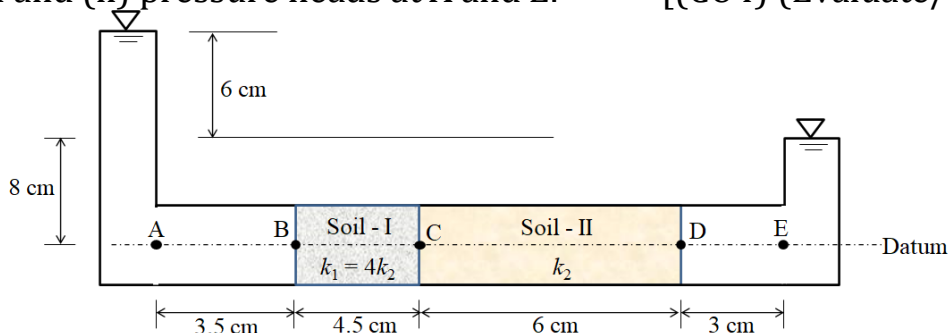 and (ii) pressure heads at A and E. [(CO4) (Evaluate/
6 cm
8 cm
A B Soil - I C Soil - II D E
Datum
k₁ = 4k₂ k₂
3.5 cm 4.5 cm 6 cm 3 cm